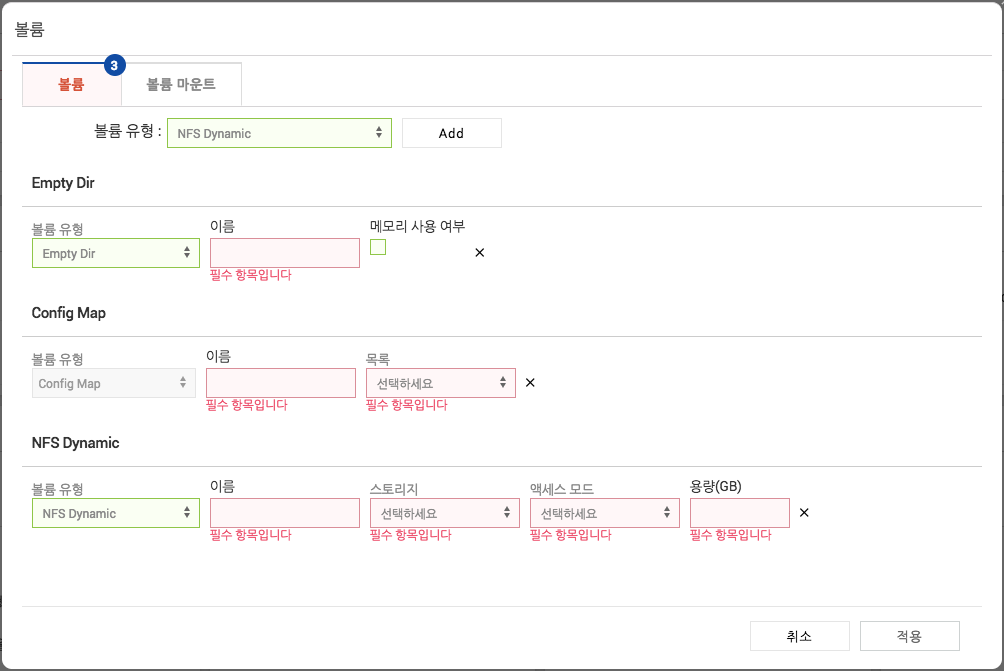 볼륨
볼륨 3 볼륨 마운트
볼륨 유형 : NFS Dynamic Add
Empty Dir
볼륨 유형 이름 메모리 사용 여부
Empty Dir ×
필수 항목입니다
Config Map
볼륨 유형 이름 목록
Config Map 선택하세요 ×
필수 항목입니다 필수 항목입니다
NFS Dynamic
볼륨 유형 이름 스토리지 액세스 모드 용량(GB)
NFS Dynamic 선택하세요 선택하세요 ×
필수 항목입니다 필수 항목입니다 필수 항목입니다 필수 항목입니다
취소 적용